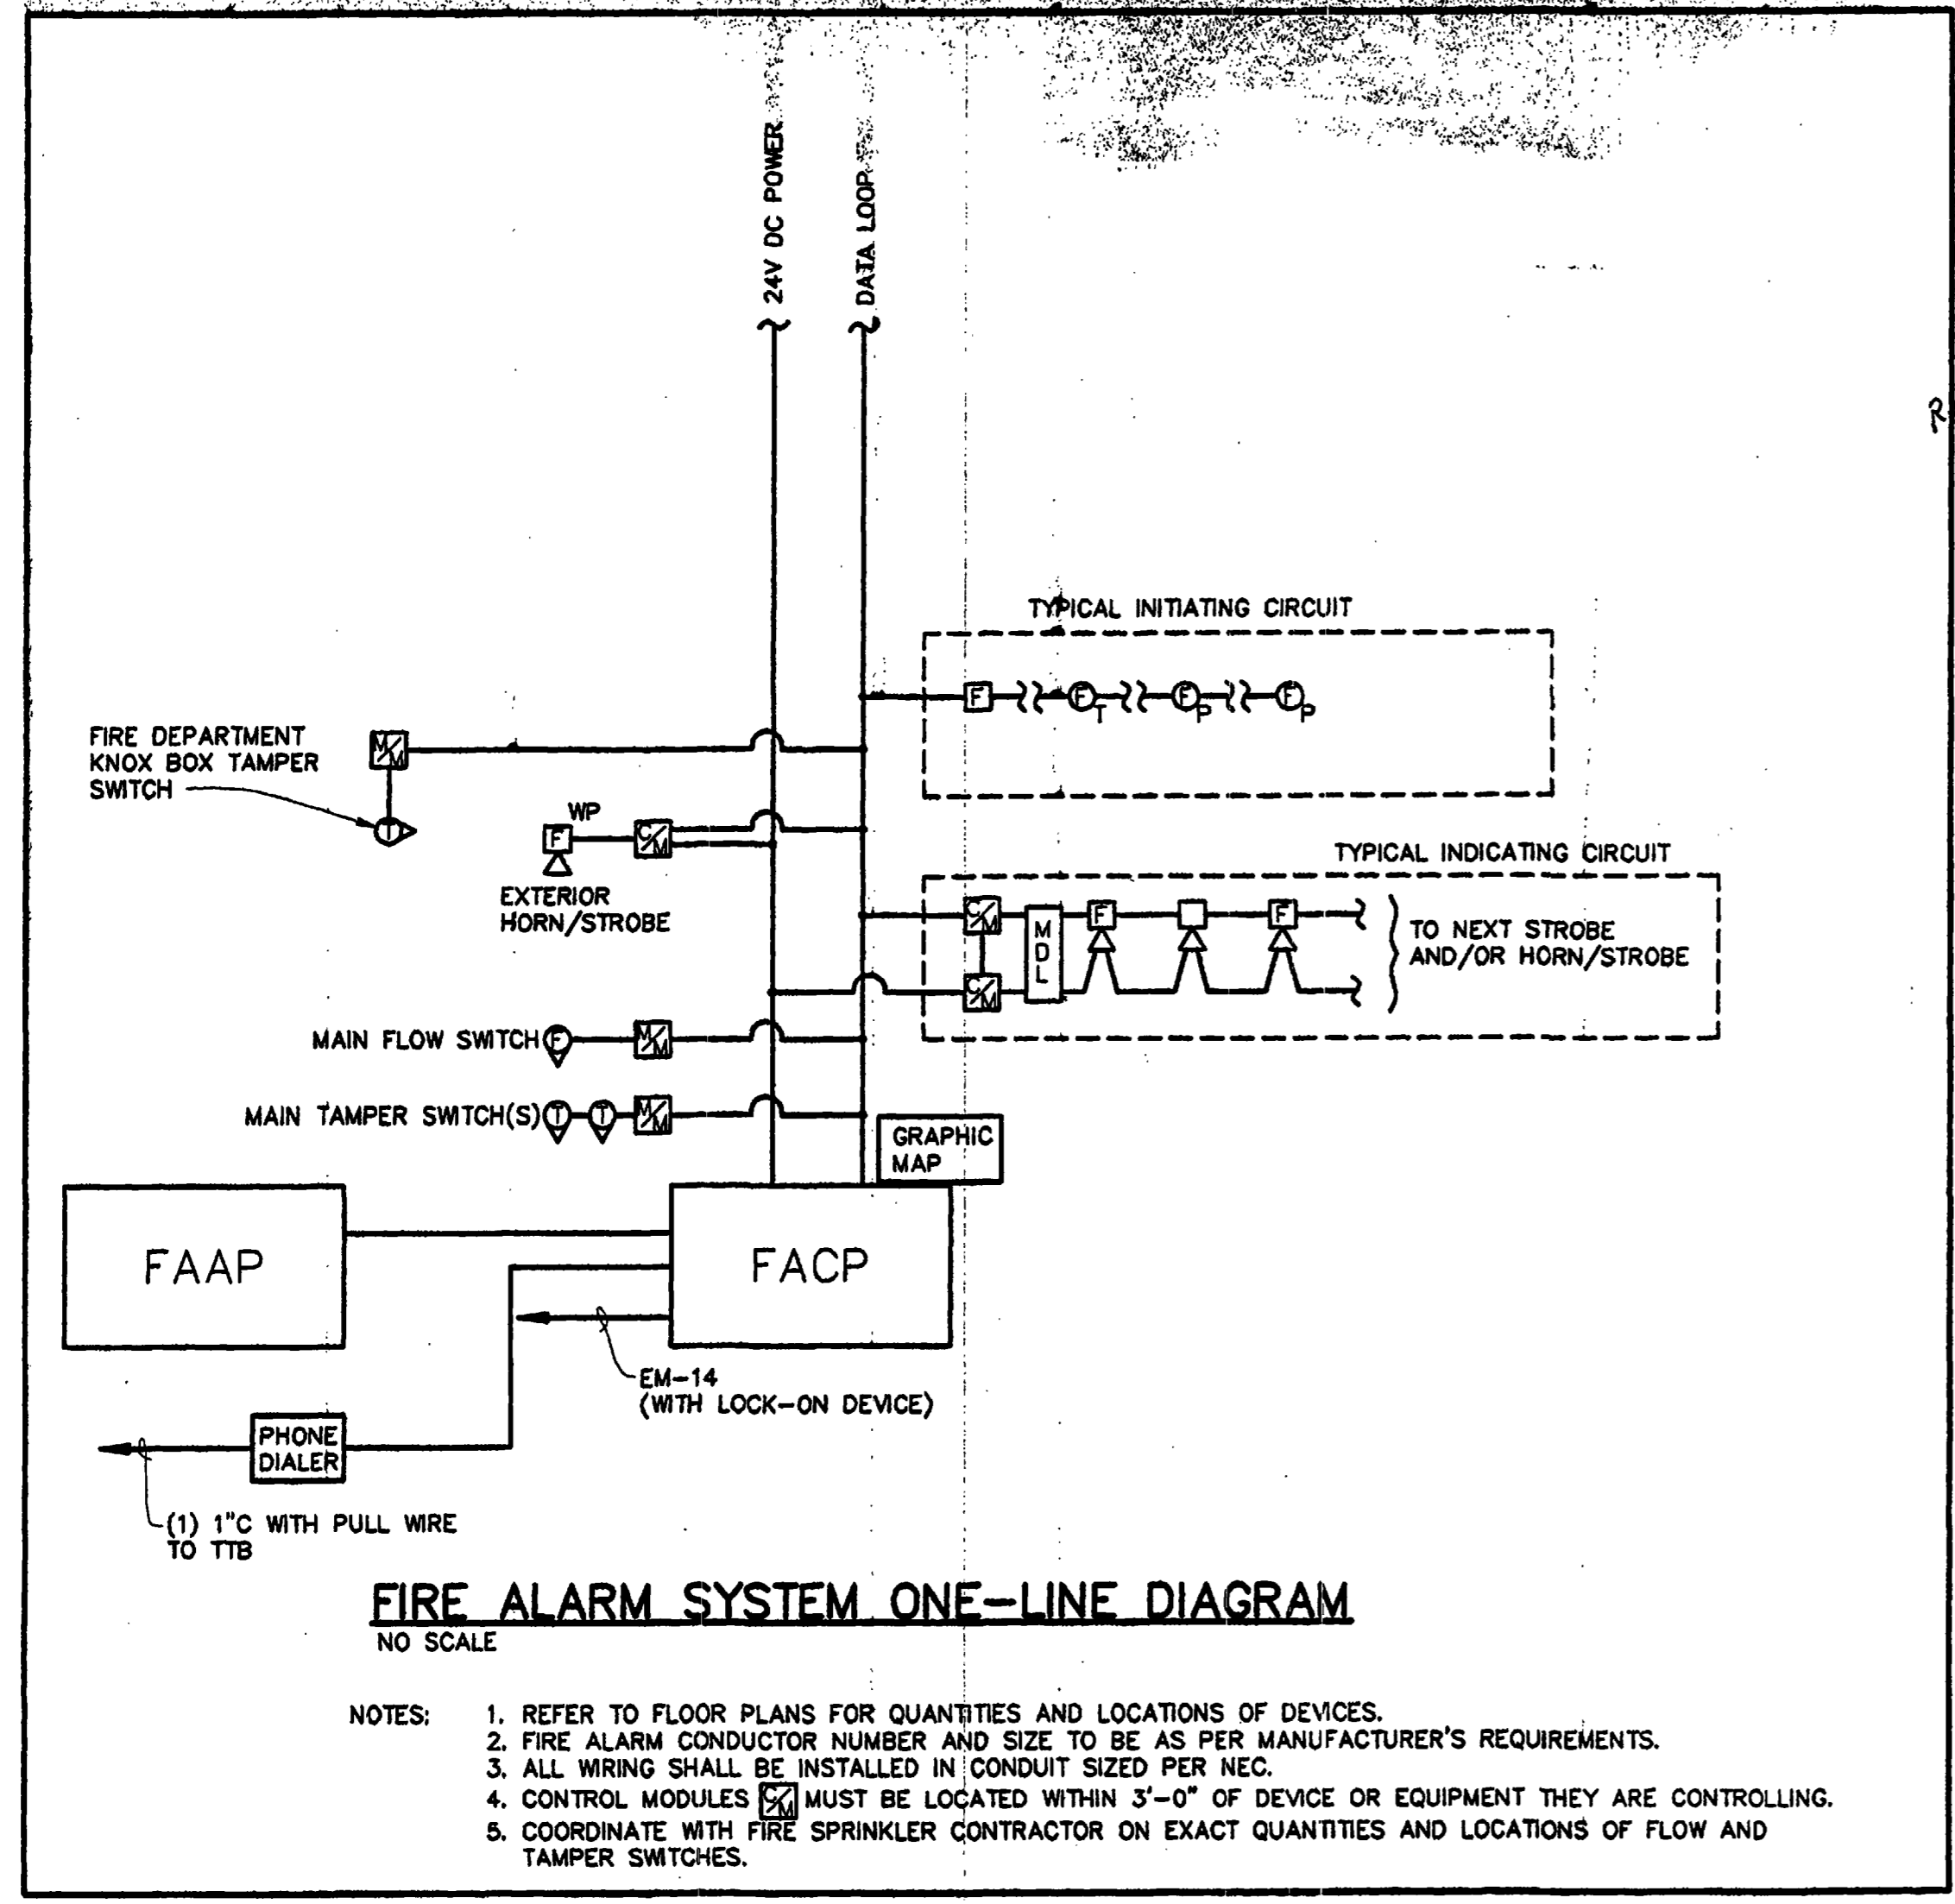 24V DC POWER
DATA LOOP
R
TYPICAL INITIATING CIRCUIT
F F T F P F P
FIRE DEPARTMENT
KNOX BOX TAMPER
SWITCH
M/M
T
WP
F C/M
EXTERIOR
HORN/STROBE
TYPICAL INDICATING CIRCUIT
C/M
C/M
MDL
F F
TO NEXT STROBE
AND/OR HORN/STROBE
MAIN FLOW SWITCH F M/M
MAIN TAMPER SWITCH(S) T T M/M
GRAPHIC
MAP
FAAP
FACP
EM-14
(WITH LOCK-ON DEVICE)
PHONE
DIALER
(1) 1"C WITH PULL WIRE
TO TTB
FIRE ALARM SYSTEM ONE-LINE DIAGRAM
NO SCALE
NOTES:
1. REFER TO FLOOR PLANS FOR QUANTITIES AND LOCATIONS OF DEVICES.
2. FIRE ALARM CONDUCTOR NUMBER AND SIZE TO BE AS PER MANUFACTURER'S REQUIREMENTS.
3. ALL WIRING SHALL BE INSTALLED IN CONDUIT SIZED PER NEC.
4. CONTROL MODULES C/M MUST BE LOCATED WITHIN 3'-0" OF DEVICE OR EQUIPMENT THEY ARE CONTROLLING.
5. COORDINATE WITH FIRE SPRINKLER CONTRACTOR ON EXACT QUANTITIES AND LOCATIONS OF FLOW AND
TAMPER SWITCHES.